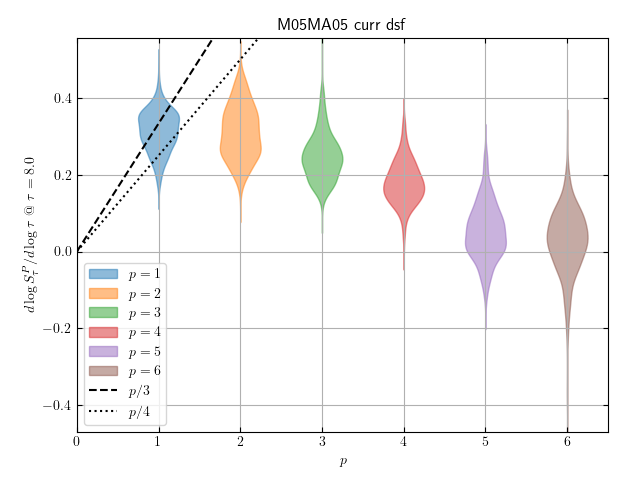 M05MA05 curr dsf
d log S_τ^P / d log τ @ τ = 8.0
0.4
0.2
0.0
−0.2
−0.4
p = 1
p = 2
p = 3
p = 4
p = 5
p = 6
p/3
p/4
0 1 2 3 4 5 6
p